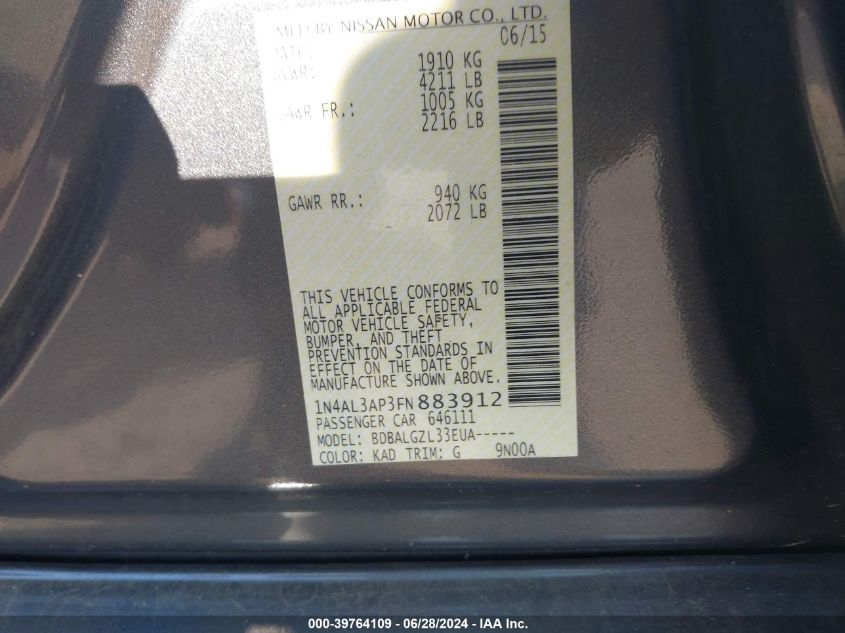 MFD BY NISSAN MOTOR CO., LTD.
DATE: 06/15
GVWR: 1910 KG
4211 LB
GAWR FR.: 1005 KG
2216 LB
GAWR RR.: 940 KG
2072 LB
THIS VEHICLE CONFORMS TO
ALL APPLICABLE FEDERAL
MOTOR VEHICLE SAFETY,
BUMPER, AND THEFT
PREVENTION STANDARDS IN
EFFECT ON THE DATE OF
MANUFACTURE SHOWN ABOVE.
1N4AL3AP3FN883912
PASSENGER CAR 646111
MODEL: BDBALGZL33EUA-----
COLOR: KAD TRIM; G 9N00A
000-39764109 - 06/28/2024 - IAA Inc.